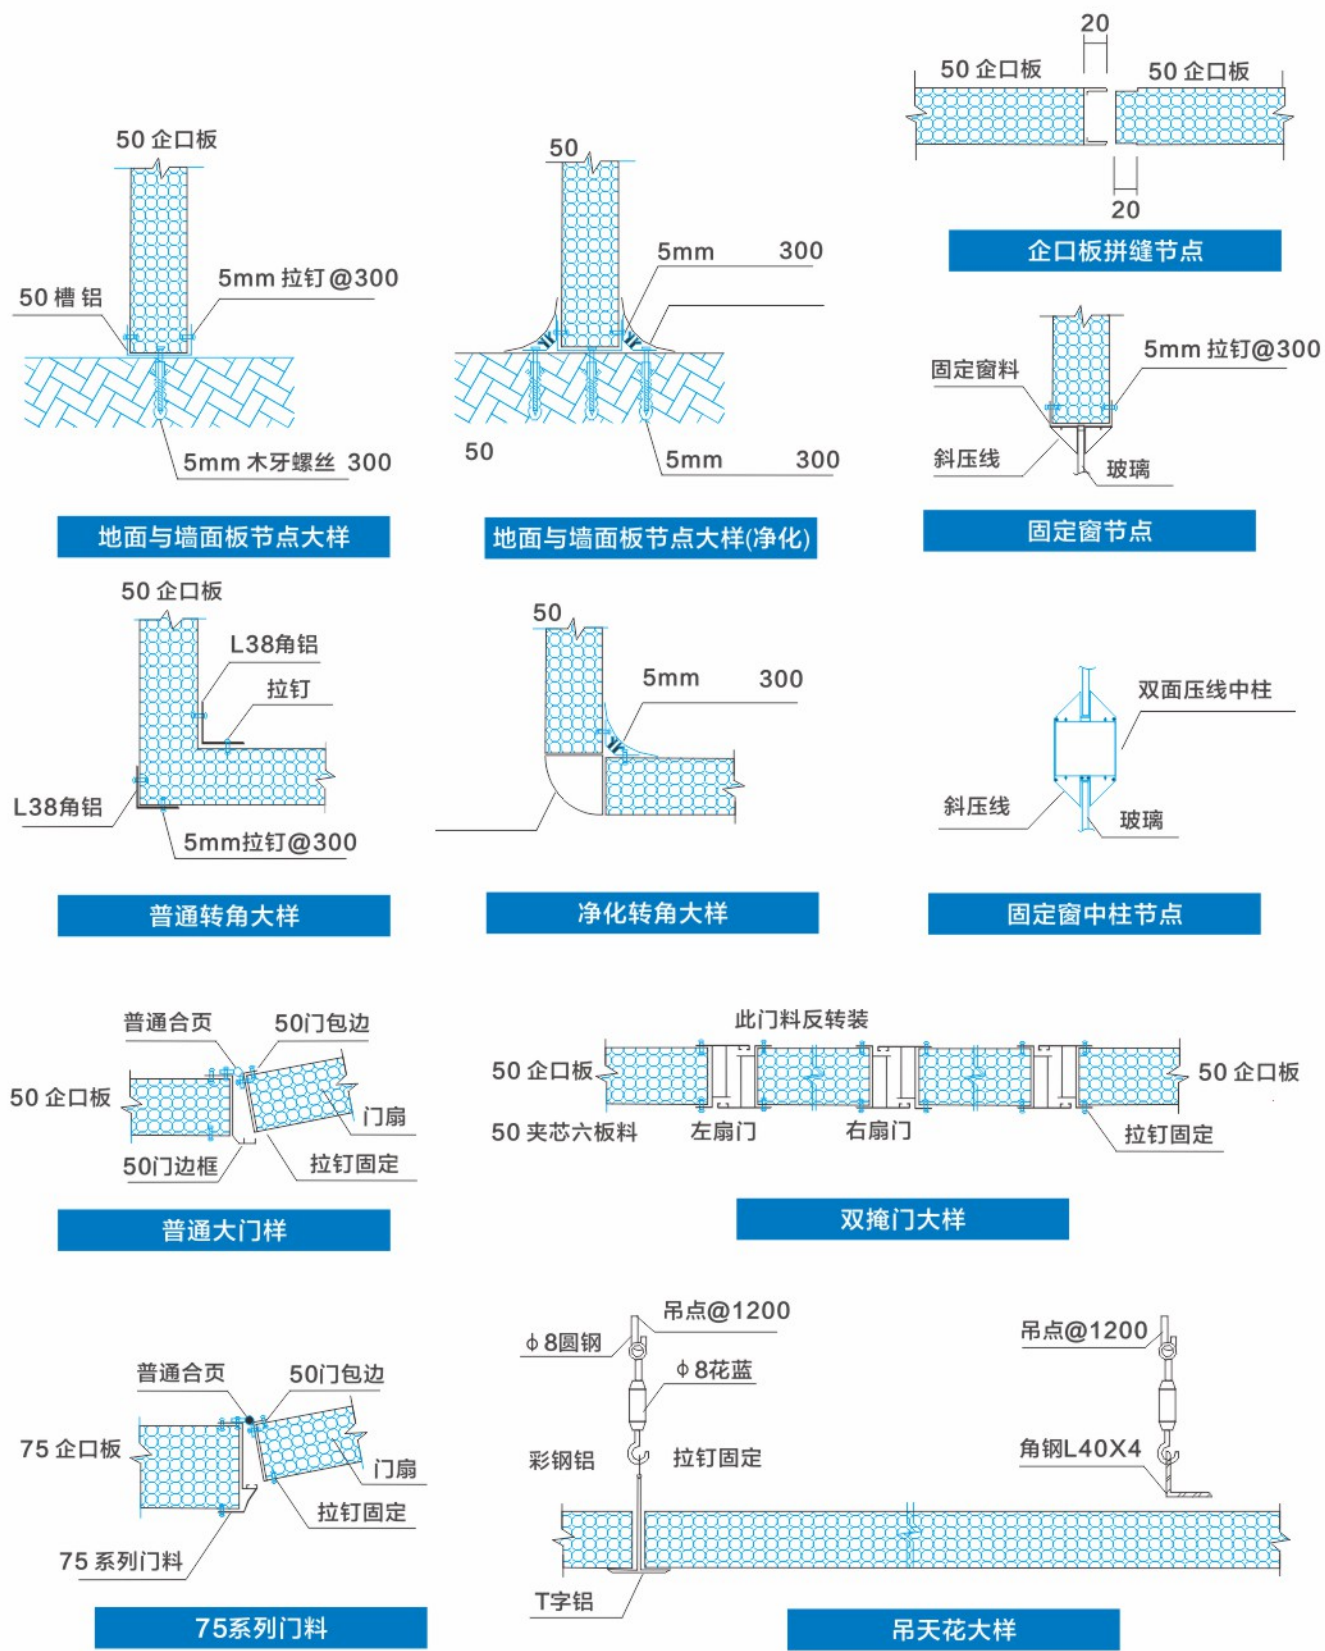 20
50 企口板
50 企口板
20
企口板拼缝节点
50 企口板
50 槽 铝
5mm 拉钉 @300
5mm 木牙螺丝 300
地面与墙面板节点大样
50
5mm 300
50
5mm 300
地面与墙面板节点大样(净化)
固定窗料
5mm 拉钉@300
斜压线
玻璃
固定窗节点
50 企口板
L38角铝
拉钉
L38角铝
5mm拉钉@300
普通转角大样
50
5mm 300
净化转角大样
双面压线中柱
斜压线
玻璃
固定窗中柱节点
普通合页
50门包边
50 企口板
门扇
50门边框
拉钉固定
普通大门样
此门料反转装
50 企口板
50 企口板
50 夹芯六板料
左扇门
右扇门
拉钉固定
双掩门大样
普通合页
50门包边
75 企口板
门扇
拉钉固定
75 系列门料
75系列门料
吊点@1200
ф8圆钢
ф8花蓝
彩钢铝
拉钉固定
吊点@1200
角钢L40X4
T字铝
吊天花大样